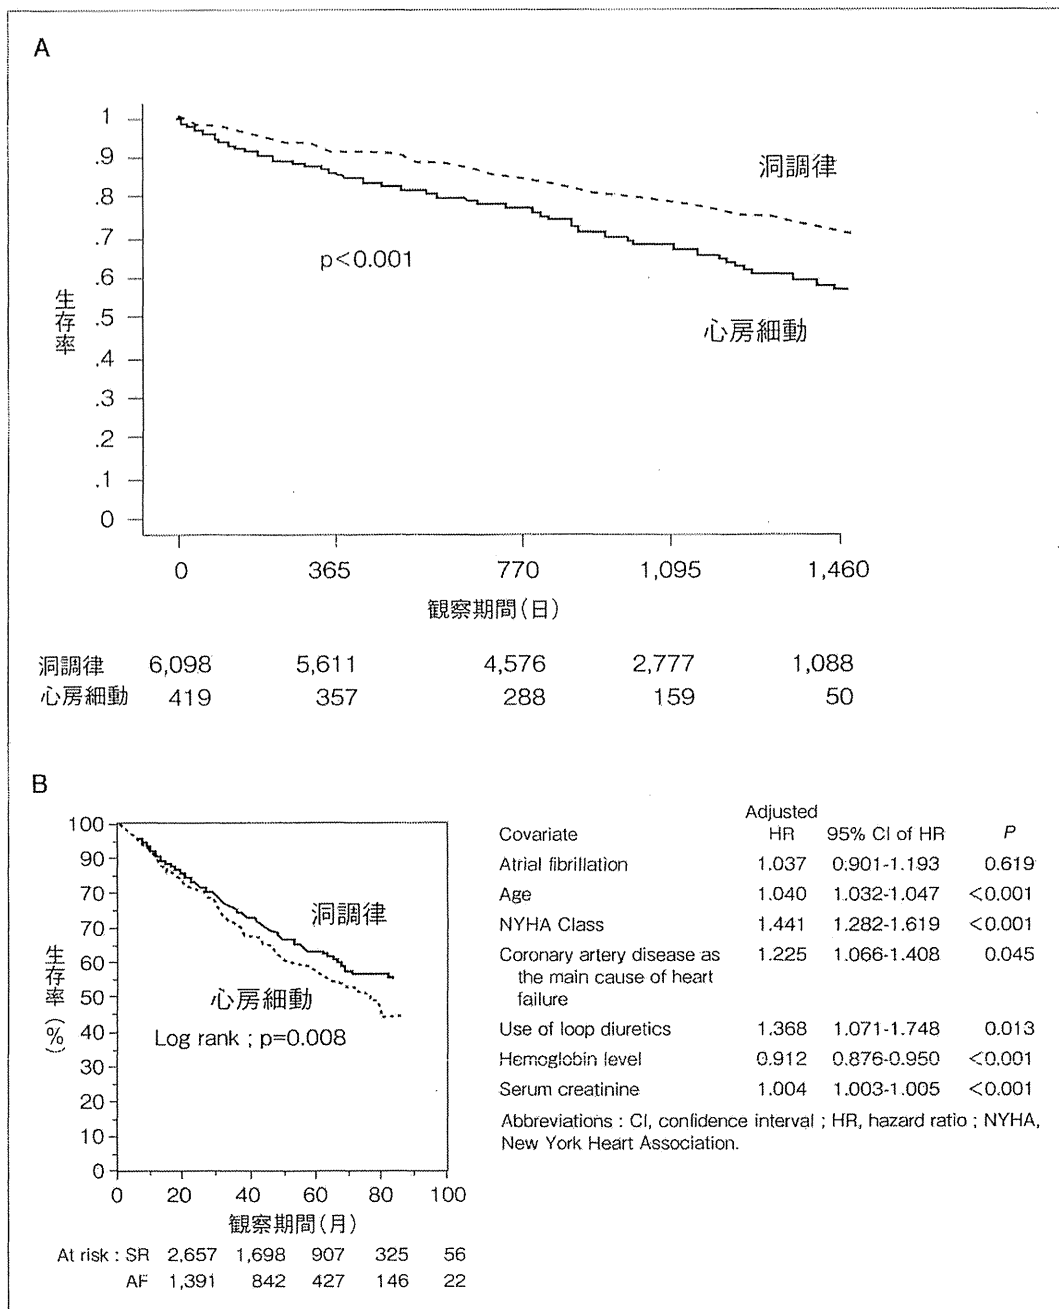 A
1
.9
.8
.7
.6
.5
.4
.3
.2
.1
0
生存率
洞調律
p<0.001
心房細動
0 365 770 1,095 1,460
観察期間(日)
洞調律 6,098 5,611 4,576 2,777 1,088
心房細動 419 357 288 159 50
B
100
90
80
70
60
50
40
30
20
10
0
生存率(%)
洞調律
心房細動
Log rank ; p=0.008
0 20 40 60 80 100
観察期間(月)
At risk : SR 2,657 1,698 907 325 56
AF 1,391 842 427 146 22
Covariate Adjusted HR 95% CI of HR P
Atrial fibrillation 1.037 0.901-1.193 0.619
Age 1.040 1.032-1.047 <0.001
NYHA Class 1.441 1.282-1.619 <0.001
Coronary artery disease as 1.225 1.066-1.408 0.045
the main cause of heart
failure
Use of loop diuretics 1.368 1.071-1.748 0.013
Hemoglobin level 0.912 0.876-0.950 <0.001
Serum creatinine 1.004 1.003-1.005 <0.001
Abbreviations : CI, confidence interval ; HR, hazard ratio ; NYHA,
New York Heart Association.